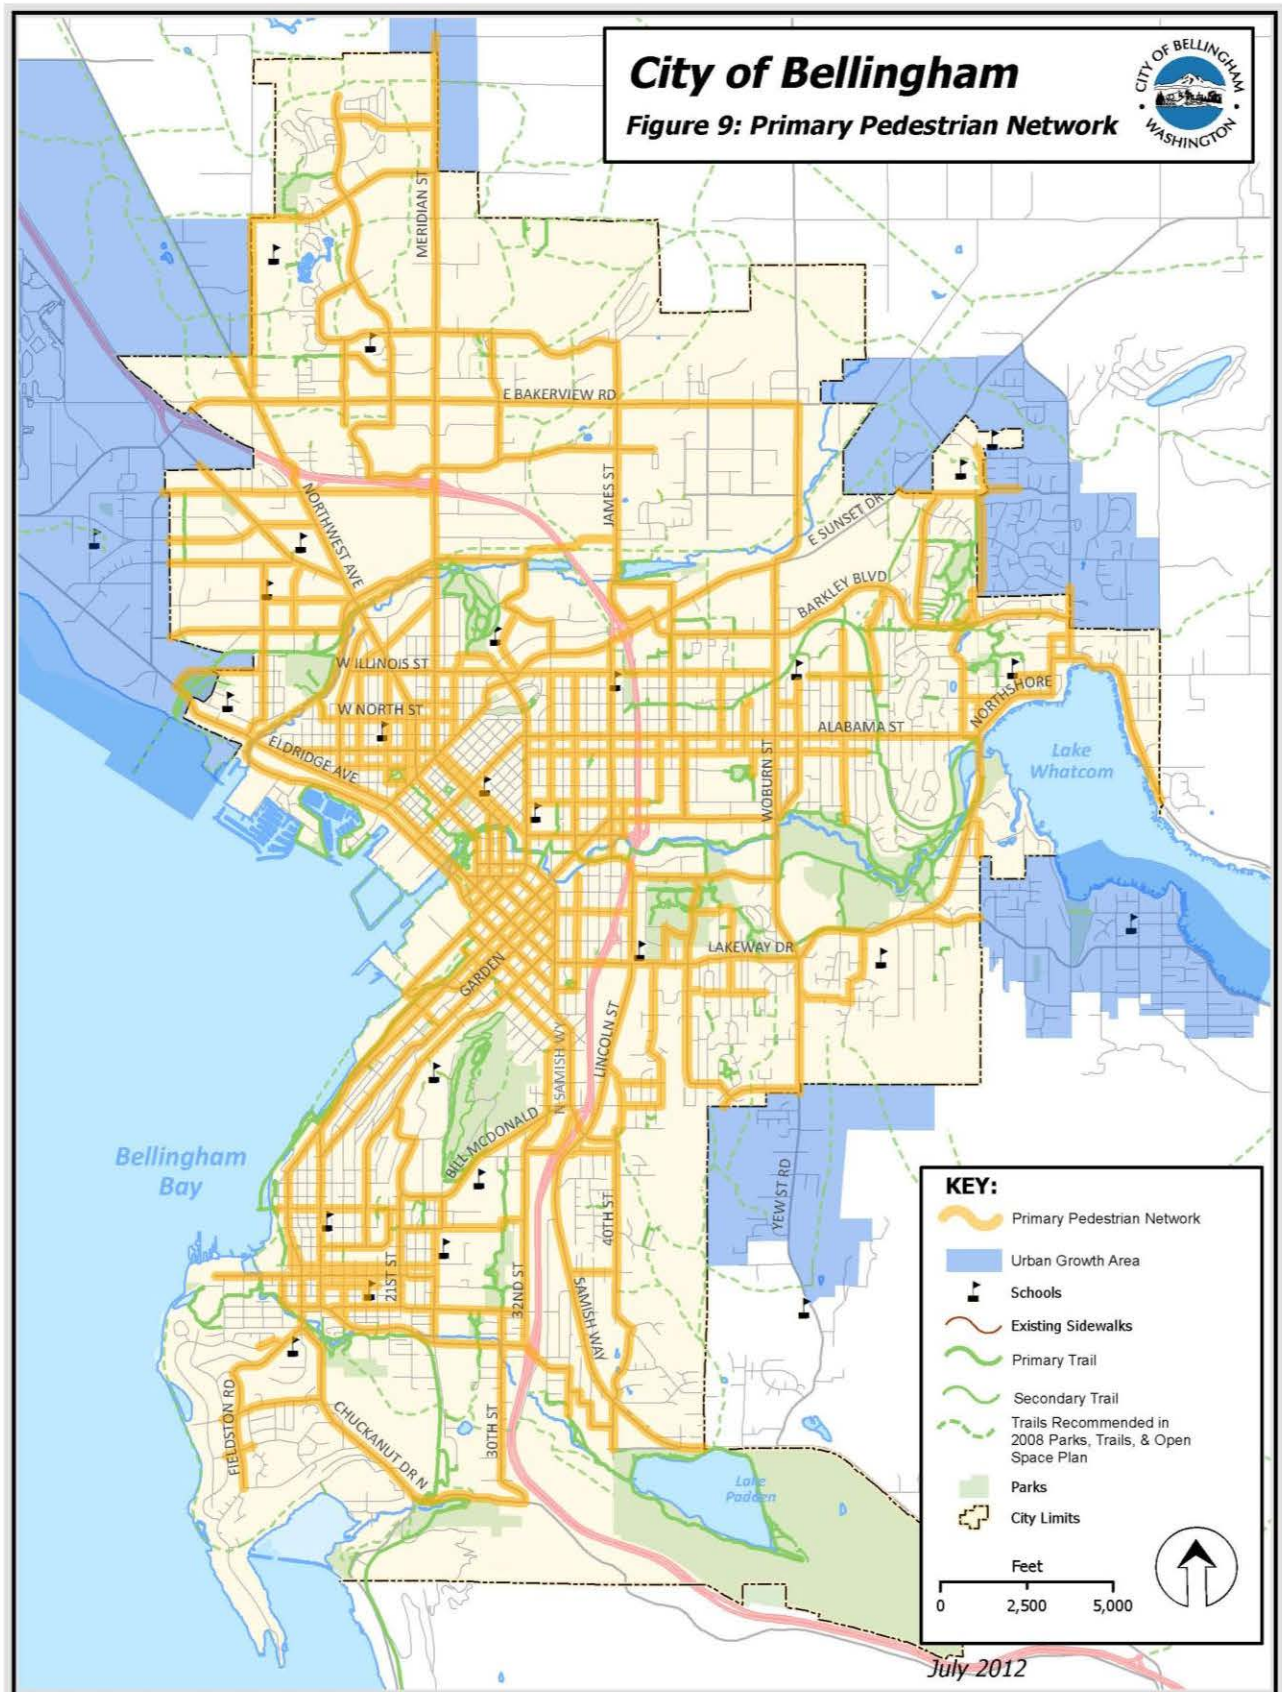 City of Bellingham
Figure 9: Primary Pedestrian Network
CITY OF BELLINGHAM
WASHINGTON
MERIDIAN ST
E BAKERVIEW RD
JAMES ST
NORTHWEST AVE
E SUNSET DR
BARKLEY BLVD
W ILLINOIS ST
W NORTH ST
NORTHSHORE
ALABAMA ST
ELDRIDGE AVE
WOBURN ST
Lake
Whatcom
LAKEWAY DR
GARDEN
N SAMISH WY
LINCOLN ST
BILL MCDONALD
Bellingham
Bay
YEW ST RD
40TH ST
21ST ST
32ND ST
SAMISH WAY
FIELDSTON RD
CHUCKANUT DR N
30TH ST
Lake
Padden
KEY:
Primary Pedestrian Network
Urban Growth Area
Schools
Existing Sidewalks
Primary Trail
Secondary Trail
Trails Recommended in
2008 Parks, Trails, & Open
Space Plan
Parks
City Limits
Feet
0 2,500 5,000
July 2012